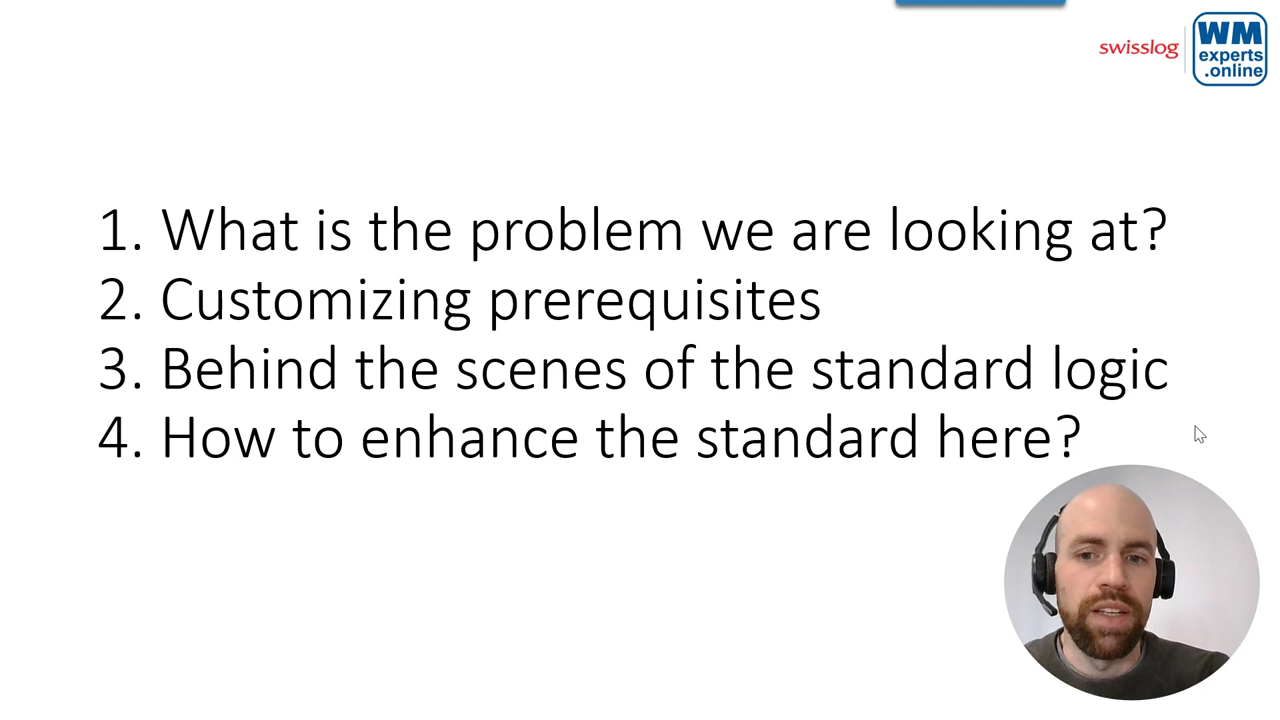 swisslog
WM
experts
.online
1. What is the problem we are looking at?
2. Customizing prerequisites
3. Behind the scenes of the standard logic
4. How to enhance the standard here?